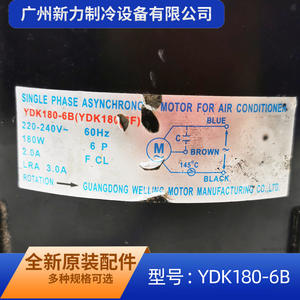 广州新力制冷设备有限公司
SINGLE PHASE ASYNCHRONOUS MOTOR FOR AIR CONDITIONER
YDK180-6B(YDK180
F)
220-240V~ 60Hz
180W 6 P
2.0A F CL
LRA 3.0A
ROTATION →
BLUE
C
M
BROWN
145℃
BLACK
GUANGDONG WELLING MOTOR MANUFACTURING CO.,LTD.
全新原装配件
多种规格可选
型号：YDK180-6B